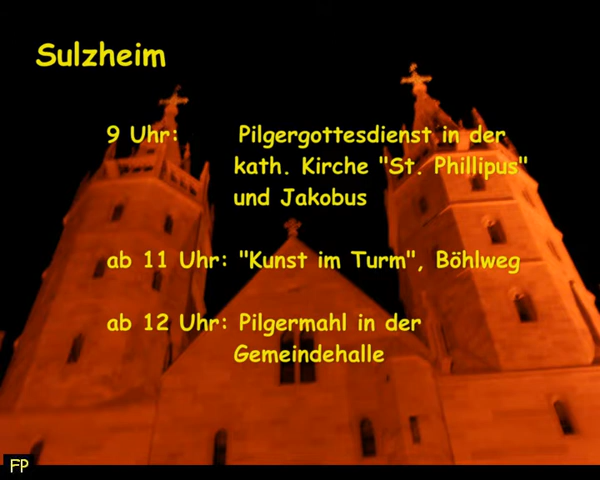 Sulzheim
9 Uhr: Pilgergottesdienst in der
kath. Kirche "St. Phillipus"
und Jakobus
ab 11 Uhr: "Kunst im Turm", Böhlweg
ab 12 Uhr: Pilgermahl in der
Gemeindehalle
FP